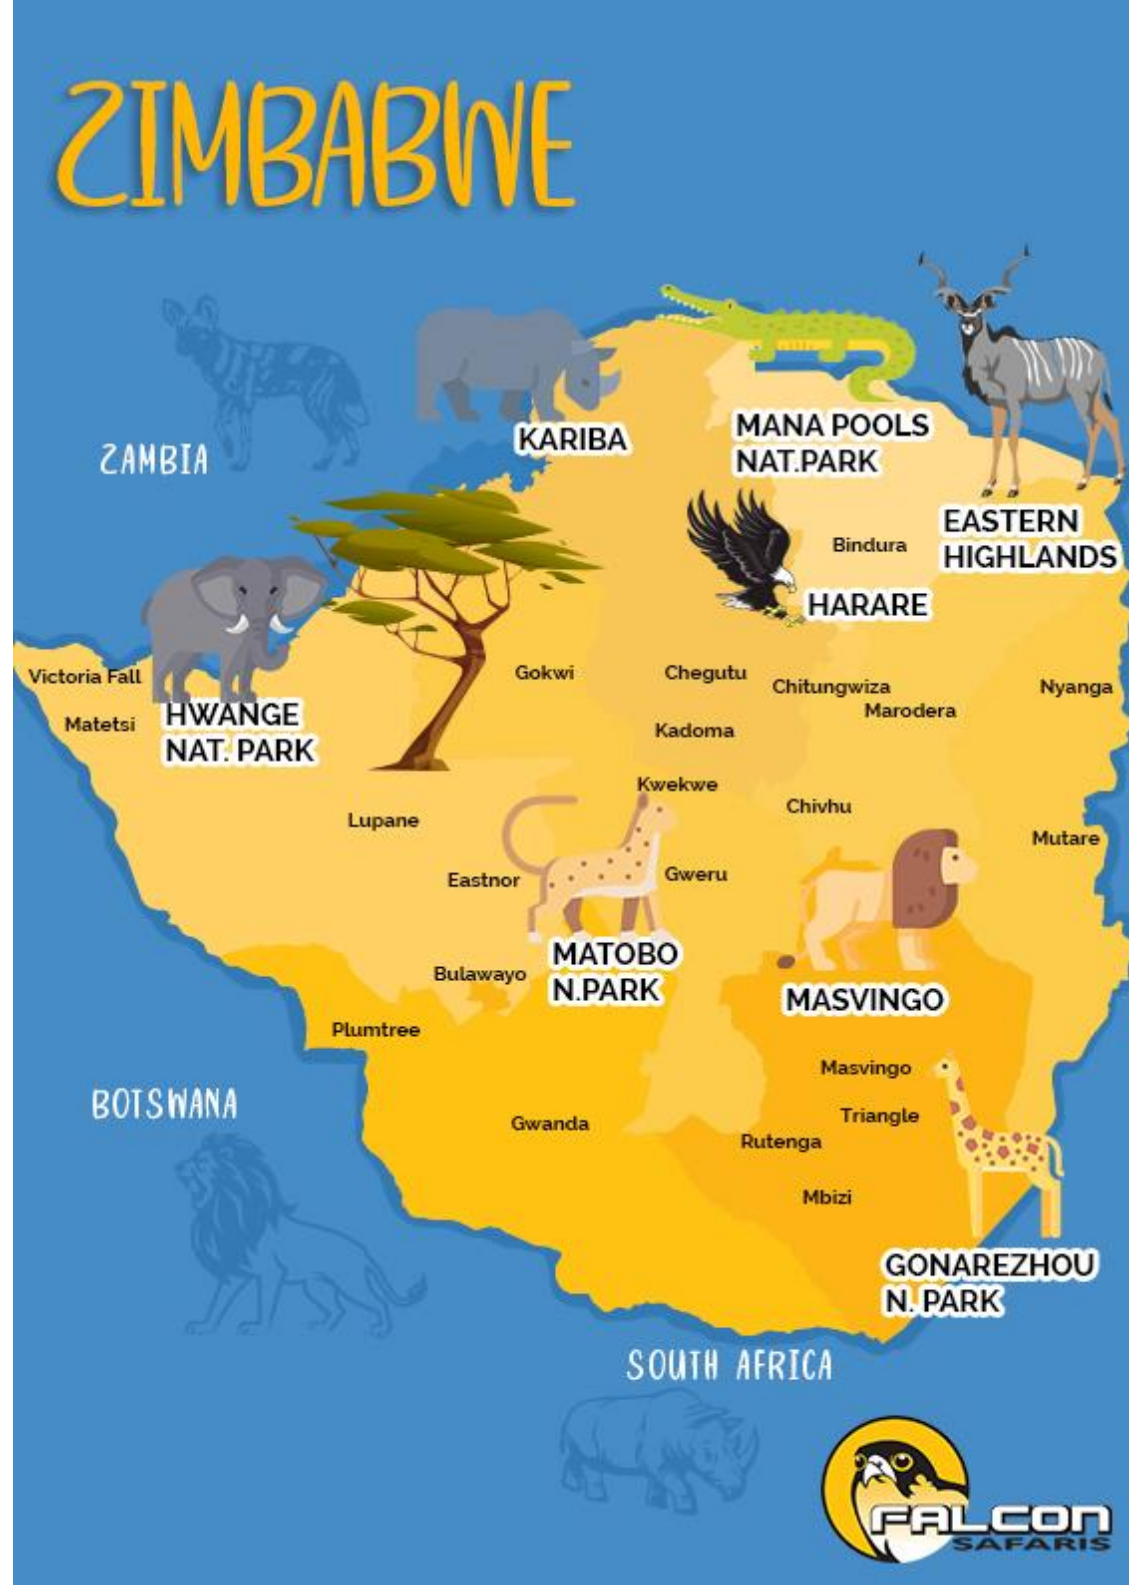 ZIMBABWE
ZAMBIA
KARIBA
MANA POOLS
NAT.PARK
EASTERN
HIGHLANDS
Bindura
HARARE
Victoria Fall
Matetsi
HWANGE
NAT. PARK
Gokwi
Chegutu
Chitungwiza
Marodera
Nyanga
Kadoma
Kwekwe
Chivhu
Lupane
Mutare
Eastnor
Gweru
MATOBO
N.PARK
Bulawayo
MASVINGO
Plumtree
Masvingo
BOTSWANA
Triangle
Gwanda
Rutenga
Mbizi
GONAREZHOU
N. PARK
SOUTH AFRICA
FALCON
SAFARIS